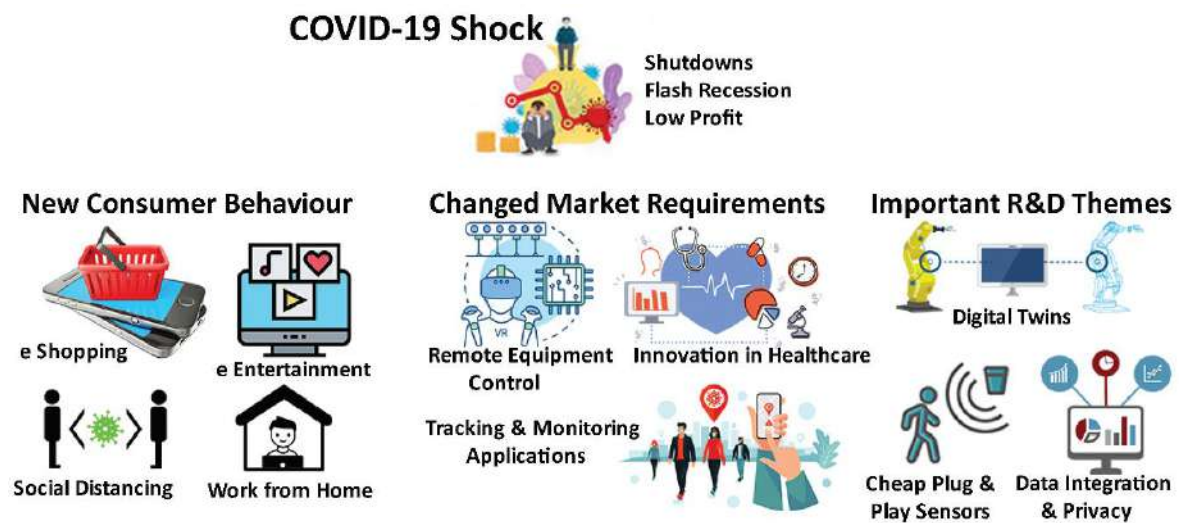 COVID-19 Shock
Shutdowns
Flash Recession
Low Profit
New Consumer Behaviour
e Shopping
e Entertainment
Social Distancing
Work from Home
Changed Market Requirements
VR
Remote Equipment
Control
Innovation in Healthcare
Tracking & Monitoring
Applications
Important R&D Themes
Digital Twins
Cheap Plug &
Play Sensors
Data Integration
& Privacy